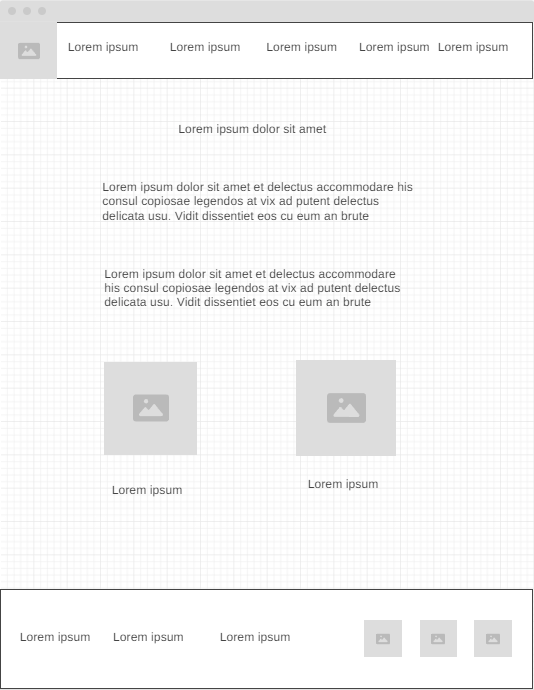 Lorem ipsum Lorem ipsum Lorem ipsum Lorem ipsum Lorem ipsum
Lorem ipsum dolor sit amet
Lorem ipsum dolor sit amet et delectus accommodare his
consul copiosae legendos at vix ad putent delectus
delicata usu. Vidit dissentiet eos cu eum an brute
Lorem ipsum dolor sit amet et delectus accommodare
his consul copiosae legendos at vix ad putent delectus
delicata usu. Vidit dissentiet eos cu eum an brute
Lorem ipsum Lorem ipsum
Lorem ipsum Lorem ipsum Lorem ipsum